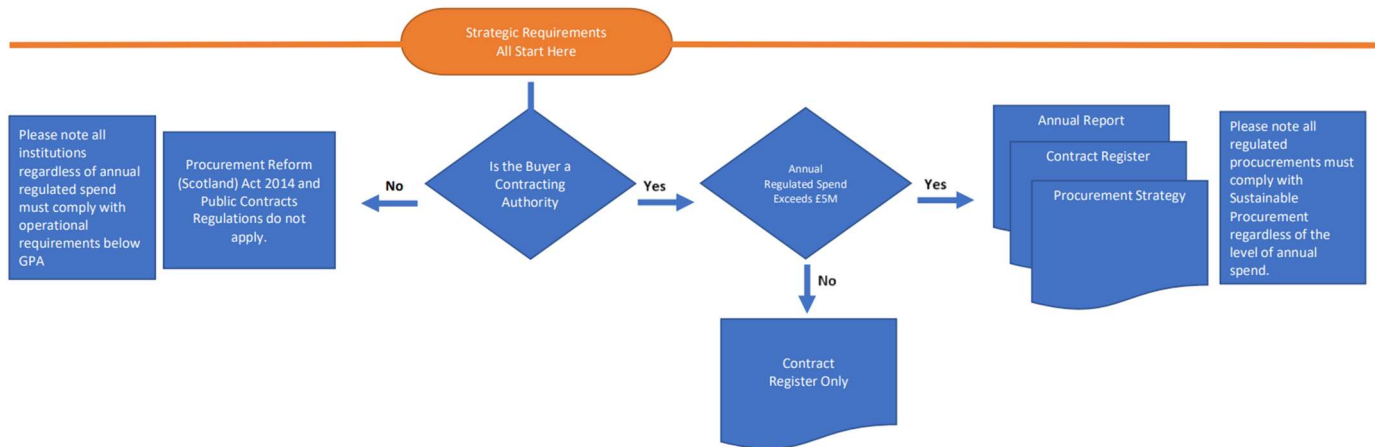 Strategic Requirements
All Start Here
Please note all
institutions
regardless of annual
regulated spend
must comply with
operational
requirements below
GPA
Procurement Reform
(Scotland) Act 2014 and
Public Contracts
Regulations do not
apply.
No
Is the Buyer a
Contracting
Authority
Yes
Annual
Regulated Spend
Exceeds £5M
Yes
Annual Report
Contract Register
Procurement Strategy
Please note all
regulated
procucrements must
comply with
Sustainable
Procurement
regardless of the
level of annual
spend.
No
Contract
Register Only